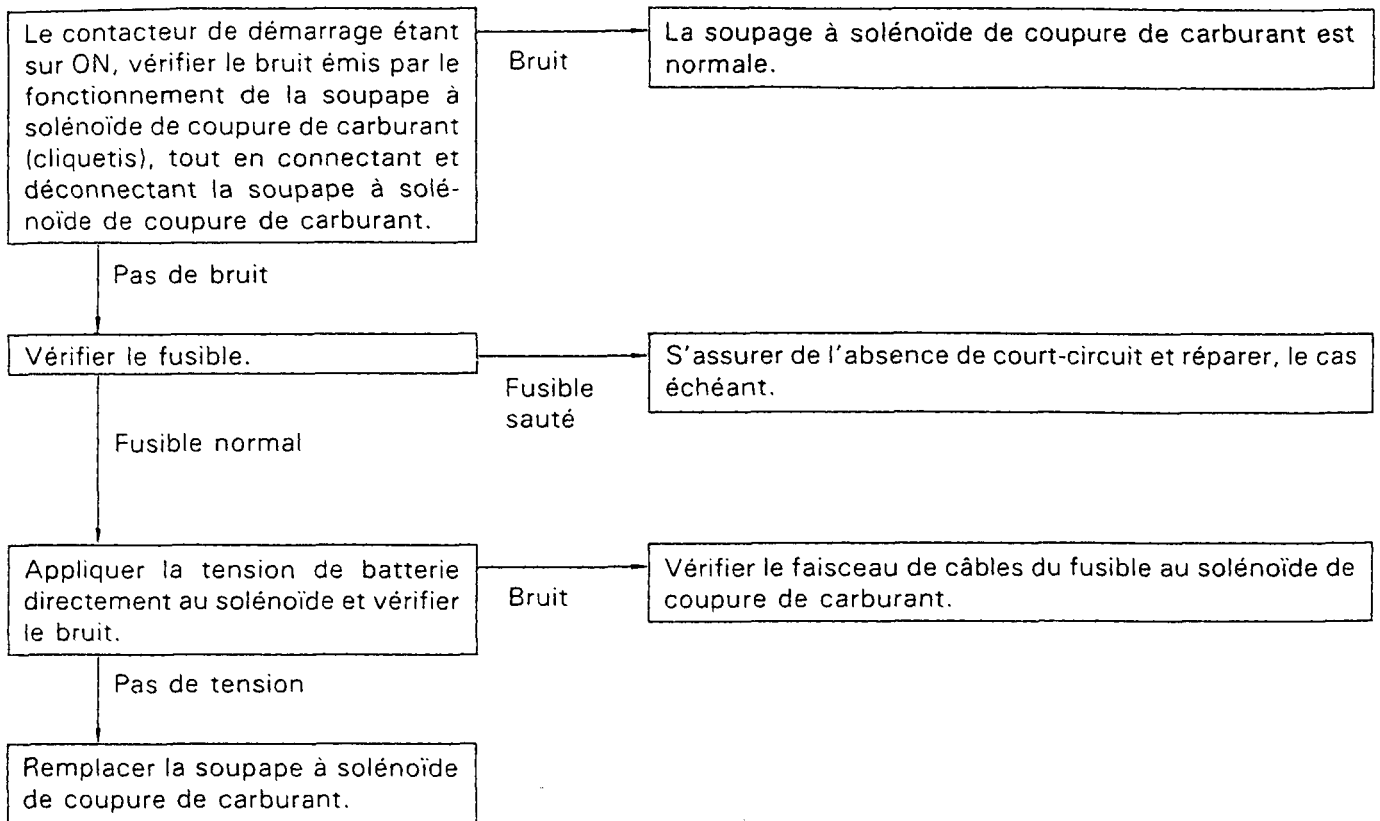 Le contacteur de démarrage étant
sur ON, vérifier le bruit émis par le
fonctionnement de la soupape à
solénoïde de coupure de carburant
(cliquetis), tout en connectant et
déconnectant la soupape à solé-
noïde de coupure de carburant.
Bruit
La soupage à solénoïde de coupure de carburant est
normale.
Pas de bruit
Vérifier le fusible.
Fusible
sauté
S'assurer de l'absence de court-circuit et réparer, le cas
échéant.
Fusible normal
Appliquer la tension de batterie
directement au solénoïde et vérifier
le bruit.
Bruit
Vérifier le faisceau de câbles du fusible au solénoïde de
coupure de carburant.
Pas de tension
Remplacer la soupape à solénoïde
de coupure de carburant.